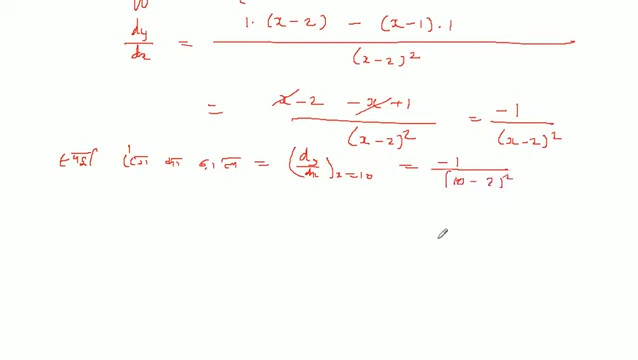 dy/dx = (1·(x-2) - (x-1)·1)/(x-2)²
= (x-2 -x+1)/(x-2)² = -1/(x-2)²
स्पर्श रेखा का ढाल = (dy/dx)ₓ₌₁₀ = -1/(10-2)²